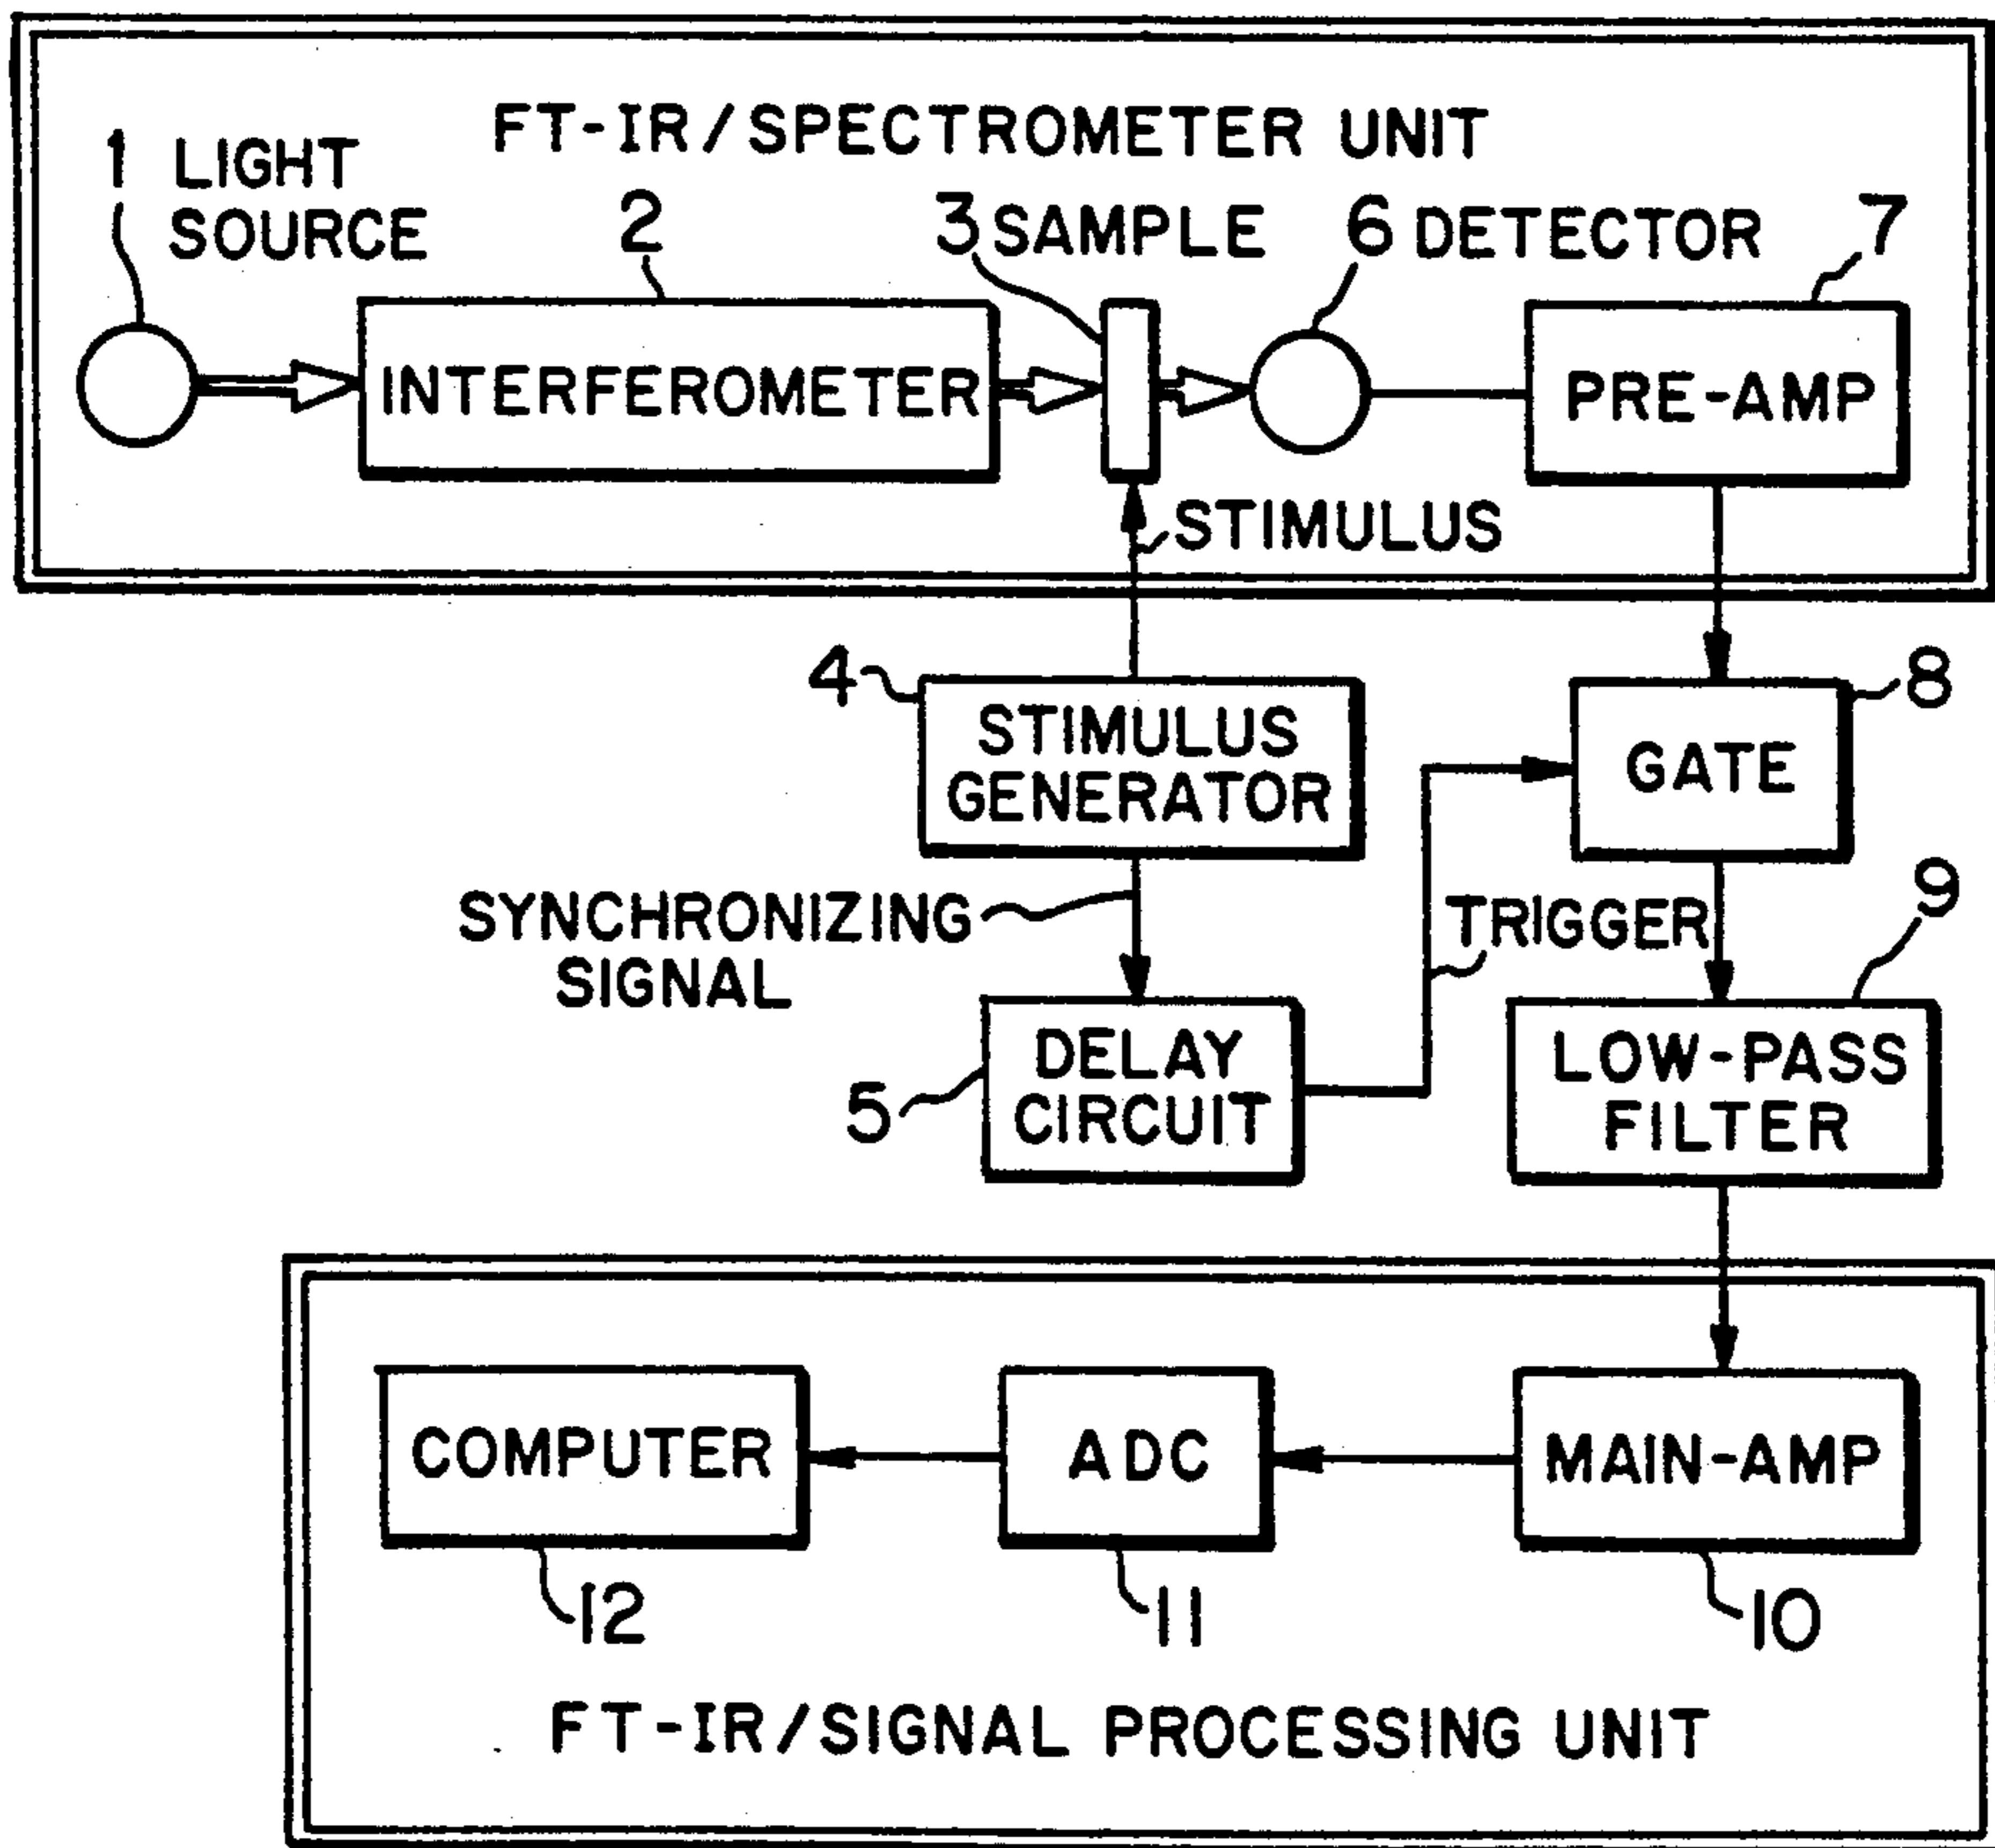 FT-IR/SPECTROMETER UNIT
1 LIGHT
SOURCE
2
3 SAMPLE
6 DETECTOR
7
INTERFEROMETER
PRE-AMP
STIMULUS
4
STIMULUS
GENERATOR
8
GATE
SYNCHRONIZING
SIGNAL
TRIGGER
9
5
DELAY
CIRCUIT
LOW-PASS
FILTER
COMPUTER
ADC
MAIN-AMP
12
11
10
FT-IR/SIGNAL PROCESSING UNIT